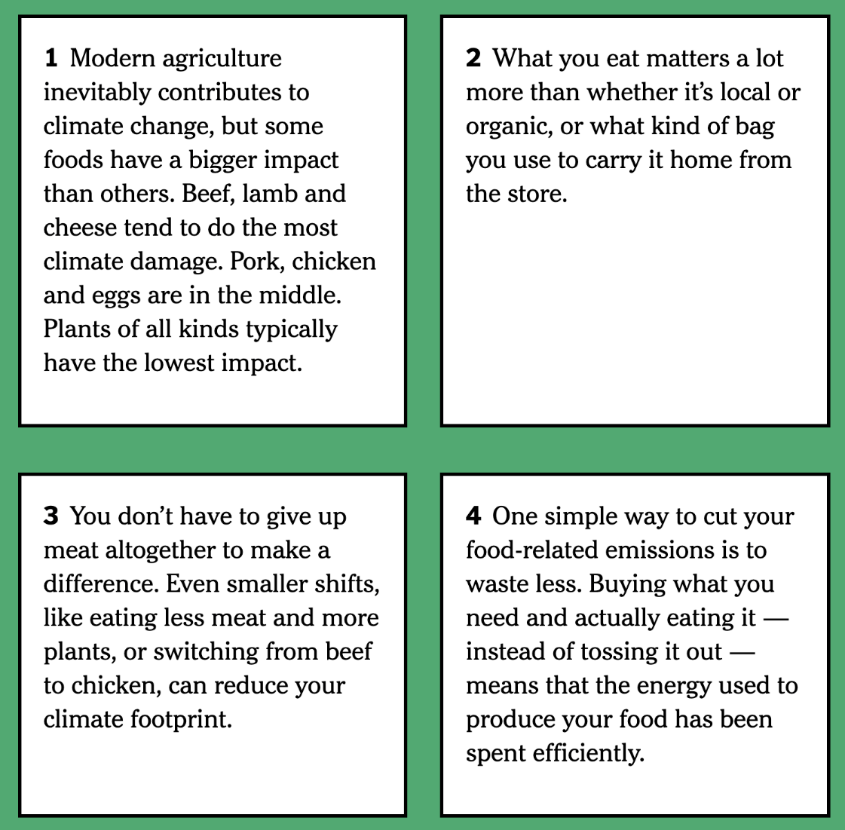 1 Modern agriculture
inevitably contributes to
climate change, but some
foods have a bigger impact
than others. Beef, lamb and
cheese tend to do the most
climate damage. Pork, chicken
and eggs are in the middle.
Plants of all kinds typically
have the lowest impact.
2 What you eat matters a lot
more than whether it’s local or
organic, or what kind of bag
you use to carry it home from
the store.
3 You don’t have to give up
meat altogether to make a
difference. Even smaller shifts,
like eating less meat and more
plants, or switching from beef
to chicken, can reduce your
climate footprint.
4 One simple way to cut your
food-related emissions is to
waste less. Buying what you
need and actually eating it —
instead of tossing it out —
means that the energy used to
produce your food has been
spent efficiently.